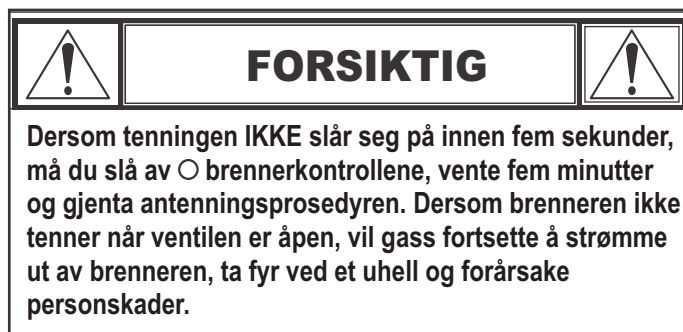 FORSIKTIG
Dersom tenningen IKKE slår seg på innen fem sekunder,
må du slå av ○ brennerkontrollene, vente fem minutter
og gjenta antenningsprosedyren. Dersom brenneren ikke
tenner når ventilen er åpen, vil gass fortsette å strømme
ut av brenneren, ta fyr ved et uhell og forårsake
personskader.